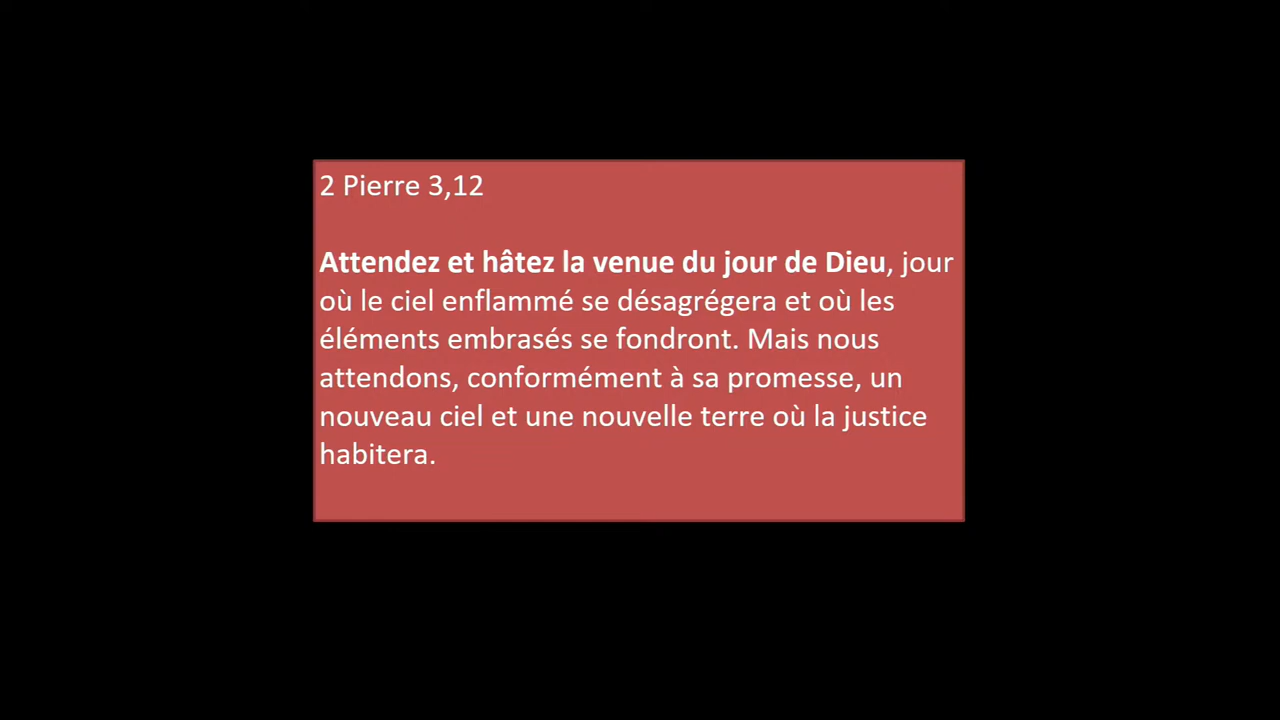 2 Pierre 3,12
Attendez et hâtez la venue du jour de Dieu, jour
où le ciel enflammé se désagrégera et où les
éléments embrasés se fondront. Mais nous
attendons, conformément à sa promesse, un
nouveau ciel et une nouvelle terre où la justice
habitera.